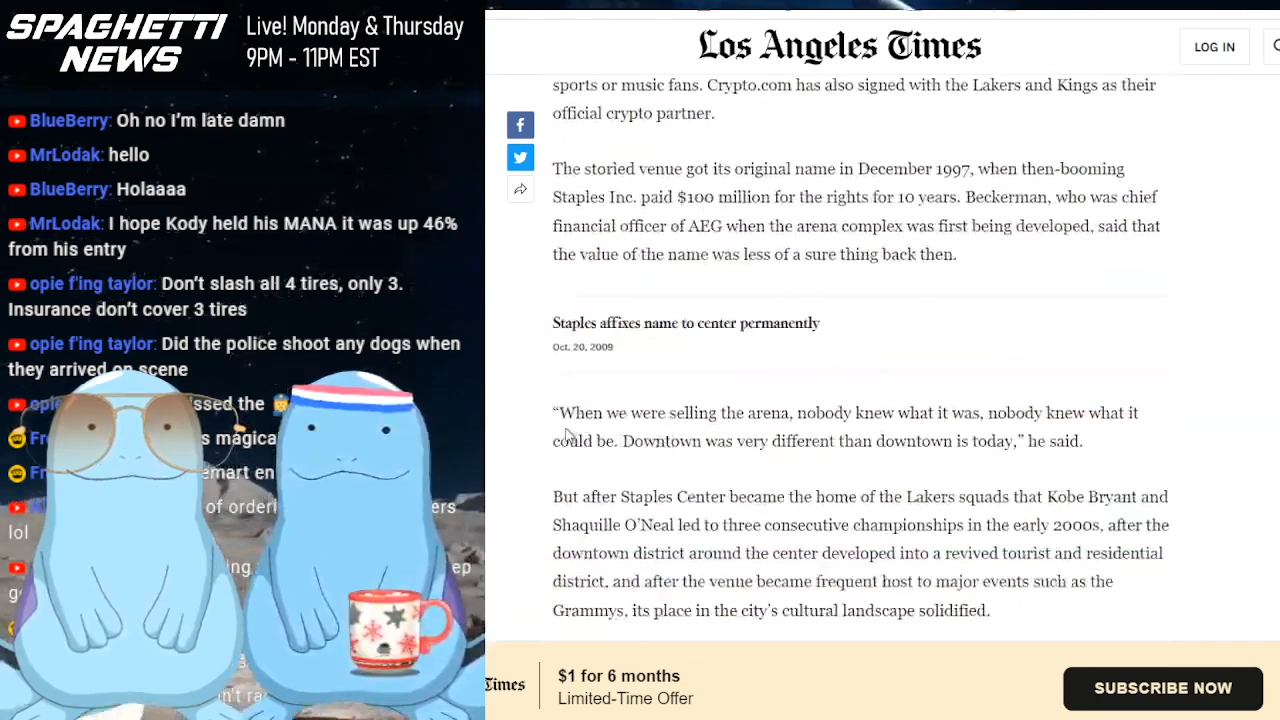 SPAGHETTI
NEWS
Live! Monday & Thursday
9PM - 11PM EST
BlueBerry: Oh no I'm late damn
MrLodak: hello
BlueBerry: Holaaaa
MrLodak: I hope Kody held his MANA it was up 46%
from his entry
opie f'ing taylor: Don't slash all 4 tires, only 3.
Insurance don't cover 3 tires
opie f'ing taylor: Did the police shoot any dogs when
they arrived on scene
issed the
s magica
emart en
of orderl
ers
lol
Los Angeles Times
LOG IN
sports or music fans. Crypto.com has also signed with the Lakers and Kings as their
official crypto partner.
The storied venue got its original name in December 1997, when then-booming
Staples Inc. paid $100 million for the rights for 10 years. Beckerman, who was chief
financial officer of AEG when the arena complex was first being developed, said that
the value of the name was less of a sure thing back then.
Staples affixes name to center permanently
Oct. 20, 2009
“When we were selling the arena, nobody knew what it was, nobody knew what it
could be. Downtown was very different than downtown is today,” he said.
But after Staples Center became the home of the Lakers squads that Kobe Bryant and
Shaquille O’Neal led to three consecutive championships in the early 2000s, after the
downtown district around the center developed into a revived tourist and residential
district, and after the venue became frequent host to major events such as the
Grammys, its place in the city’s cultural landscape solidified.
Times
$1 for 6 months
Limited-Time Offer
SUBSCRIBE NOW